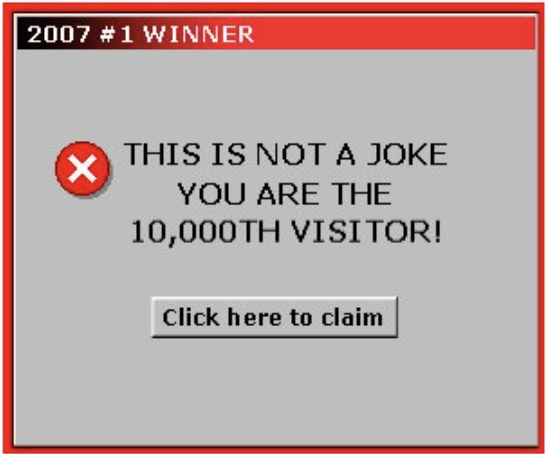 2007 #1 WINNER
THIS IS NOT A JOKE
YOU ARE THE
10,000TH VISITOR!
Click here to claim